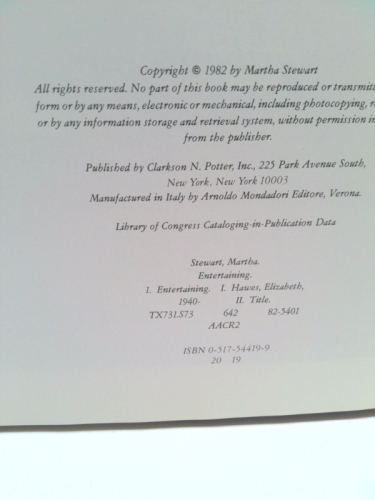 Copyright © 1982 by Martha Stewart
All rights reserved. No part of this book may be reproduced or transmit
form or by any means, electronic or mechanical, including photocopying, r
or by any information storage and retrieval system, without permission in
from the publisher.
Published by Clarkson N. Potter, Inc., 225 Park Avenue South,
New York, New York 10003
Manufactured in Italy by Arnoldo Mondadori Editore, Verona.
Library of Congress Cataloging-in-Publication Data
Stewart, Martha.
Entertaining.
1. Entertaining. I. Hawes, Elizabeth,
1940- II. Title.
TX731.S73 642 82-5401
AACR2
ISBN 0-517-54419-9
20 19